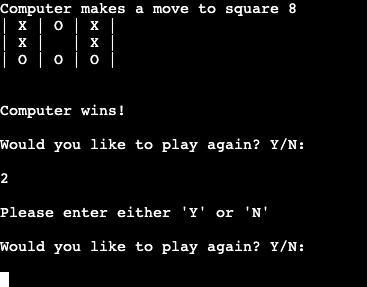 Computer makes a move to square 8
| X | O | X |
| X |   | X |
| O | O | O |
Computer wins!
Would you like to play again? Y/N:
2
Please enter either 'Y' or 'N'
Would you like to play again? Y/N: